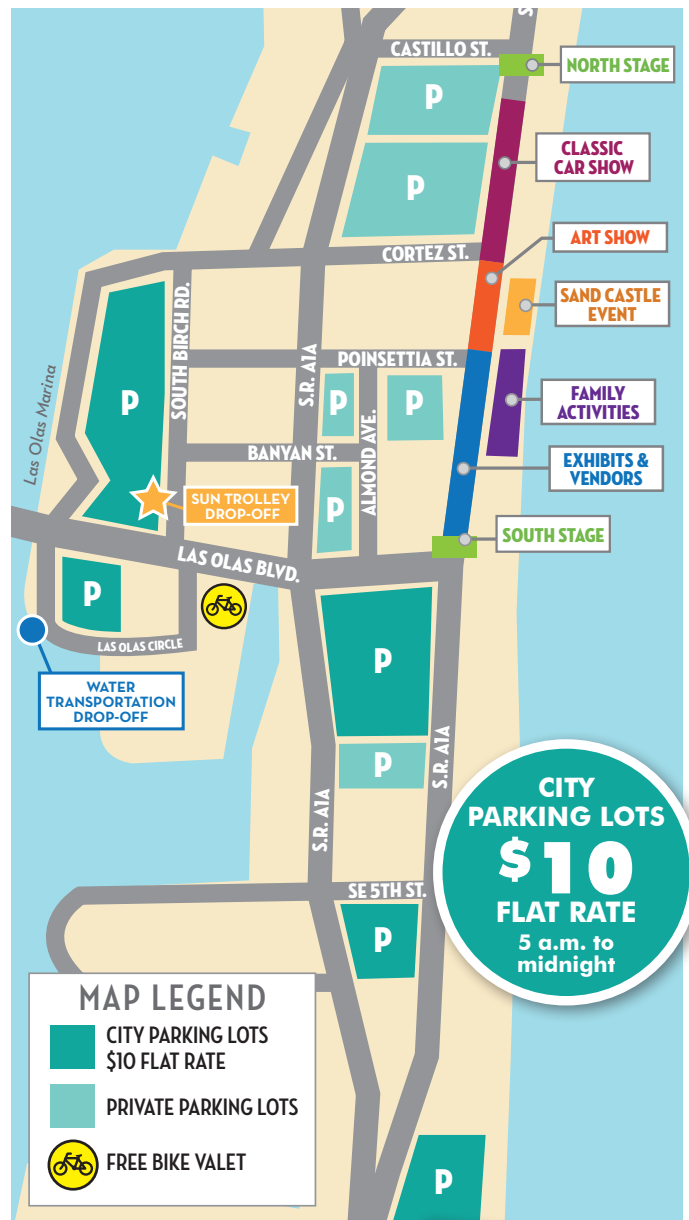 S
CASTILLO ST.
NORTH STAGE
P
CLASSIC
CAR SHOW
P
ART SHOW
CORTEZ ST.
SAND CASTLE
EVENT
SOUTH BIRCH RD.
S.R. A1A
POINSETTIA ST.
Las Olas Marina
P
P
P
FAMILY
ACTIVITIES
ALMOND AVE.
BANYAN ST.
EXHIBITS &
VENDORS
SUN TROLLEY
DROP-OFF
P
SOUTH STAGE
LAS OLAS BLVD.
P
LAS OLAS CIRCLE
P
WATER
TRANSPORTATION
DROP-OFF
P
S.R. A1A
S.R. A1A
CITY
PARKING LOTS
$10
FLAT RATE
5 a.m. to
midnight
SE 5TH ST.
P
MAP LEGEND
CITY PARKING LOTS
$10 FLAT RATE
PRIVATE PARKING LOTS
FREE BIKE VALET
P